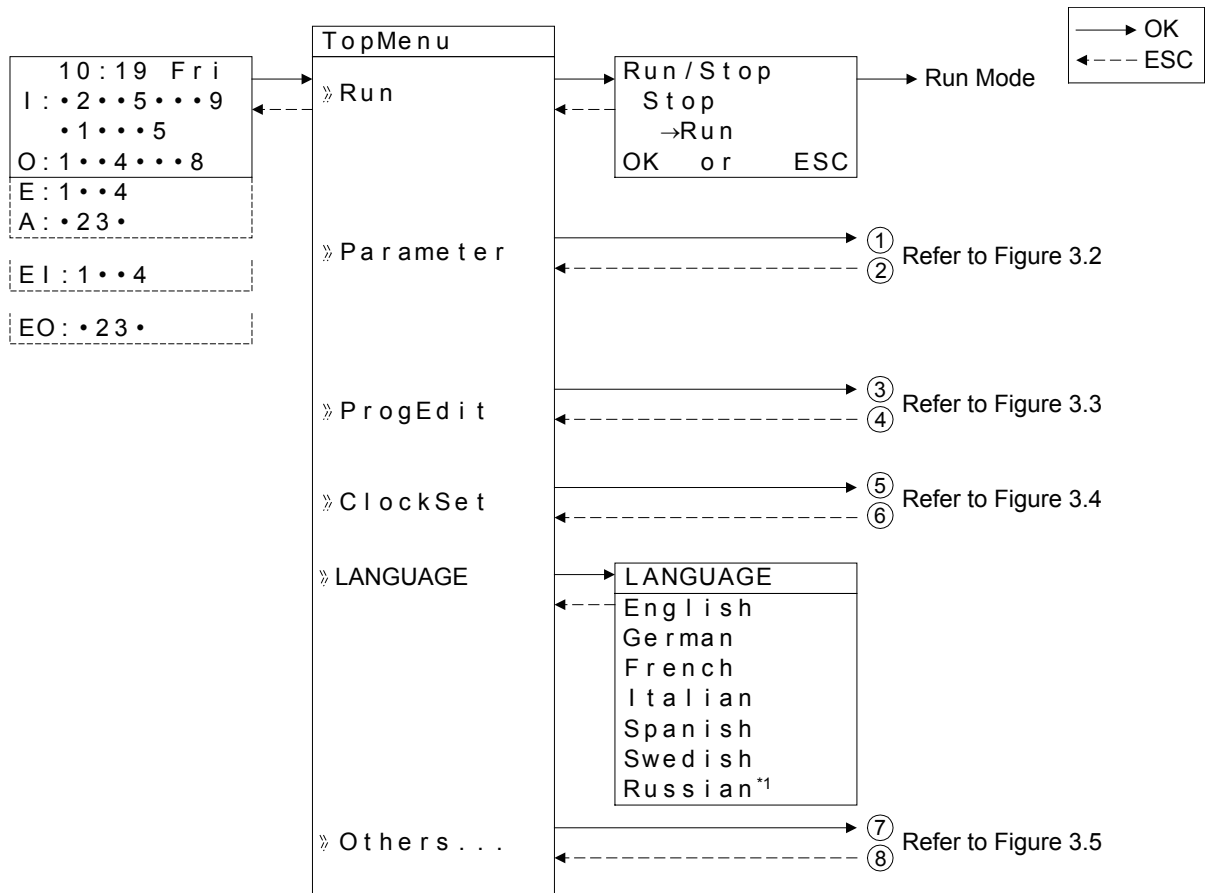 10:19 Fri
I:•2••5•••9
•1•••5
O:1••4•••8
E:1••4
A:•23•
EI:1••4
EO:•23•
TopMenu
»Run
»Parameter
»ProgEdit
»ClockSet
»LANGUAGE
»Others...
Run/Stop
Stop
→Run
OK or ESC
Run Mode
OK
ESC
① Refer to Figure 3.2
②
③ Refer to Figure 3.3
④
⑤ Refer to Figure 3.4
⑥
LANGUAGE
English
German
French
Italian
Spanish
Swedish
Russian*1
⑦ Refer to Figure 3.5
⑧